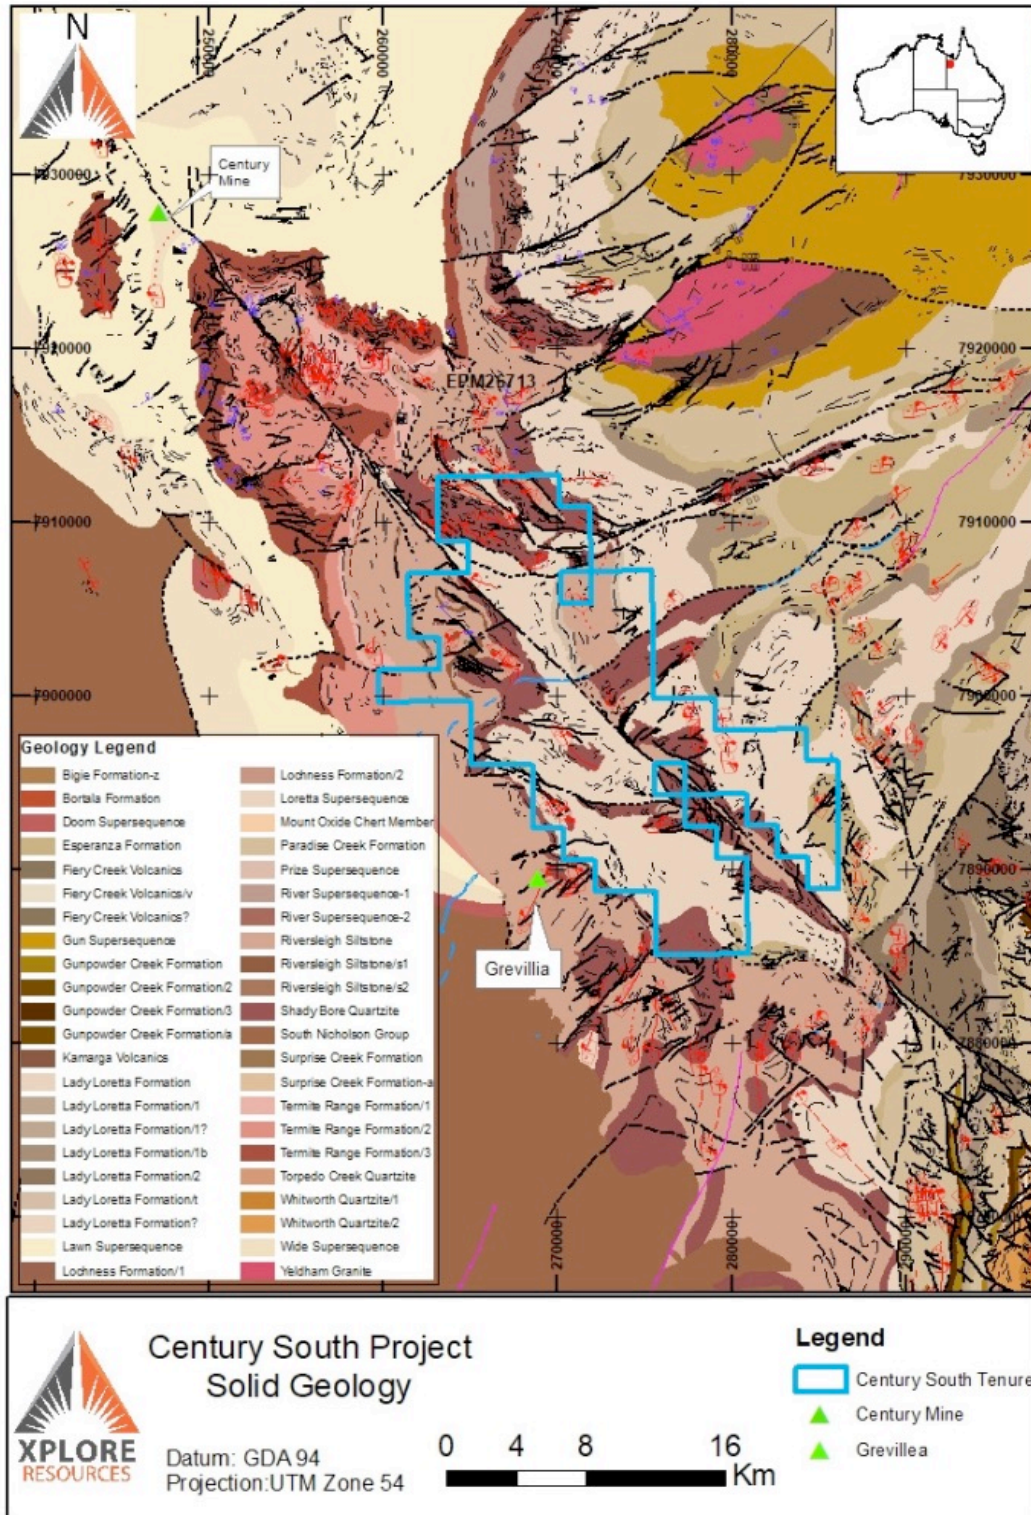 N
250000
260000
270000
280000
Century
Mine
7930000
7930000
7920000
7920000
EPM26713
7910000
7910000
7900000
7900000
Geology Legend
Bigie Formation-z
Bortala Formation
Doom Supersequence
Esperanza Formation
Fiery Creek Volcanics
Fiery Creek Volcanics/v
Fiery Creek Volcanics?
Gun Supersequence
Gunpowder Creek Formation
Gunpowder Creek Formation/2
Gunpowder Creek Formation/3
Gunpowder Creek Formation/a
Kamarga Volcanics
Lady Loretta Formation
Lady Loretta Formation/1
Lady Loretta Formation/1?
Lady Loretta Formation/1b
Lady Loretta Formation/2
Lady Loretta Formation/t
Lady Loretta Formation?
Lawn Supersequence
Lochness Formation/1
Lochness Formation/2
Loretta Supersequence
Mount Oxide Chert Member
Paradise Creek Formation
Prize Supersequence
River Supersequence-1
River Supersequence-2
Riversleigh Siltstone
Riversleigh Siltstone/s1
Riversleigh Siltstone/s2
Shady Bore Quartzite
South Nicholson Group
Surprise Creek Formation
Surprise Creek Formation-a
Termite Range Formation/1
Termite Range Formation/2
Termite Range Formation/3
Torpedo Creek Quartzite
Whitworth Quartzite/1
Whitworth Quartzite/2
Wide Supersequence
Yeldham Granite
7890000
Grevillia
7880000
270000
280000
290000
XPLORE
RESOURCES
Century South Project
Solid Geology
Datum: GDA 94
Projection:UTM Zone 54
0 4 8 16
Km
Legend
Century South Tenure
Century Mine
Grevillea